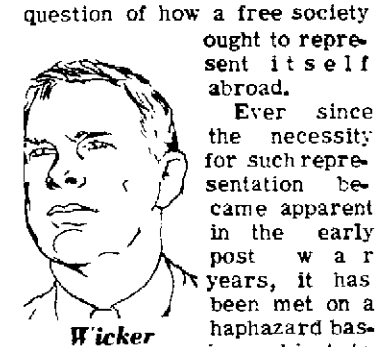 question of how a free society
ought to repre-
sent itself
abroad.
Ever since
the necessity
for such repre-
sentation be-
came apparent
in the early
post war
years, it has
been met on a
haphazard bas-
Wicker